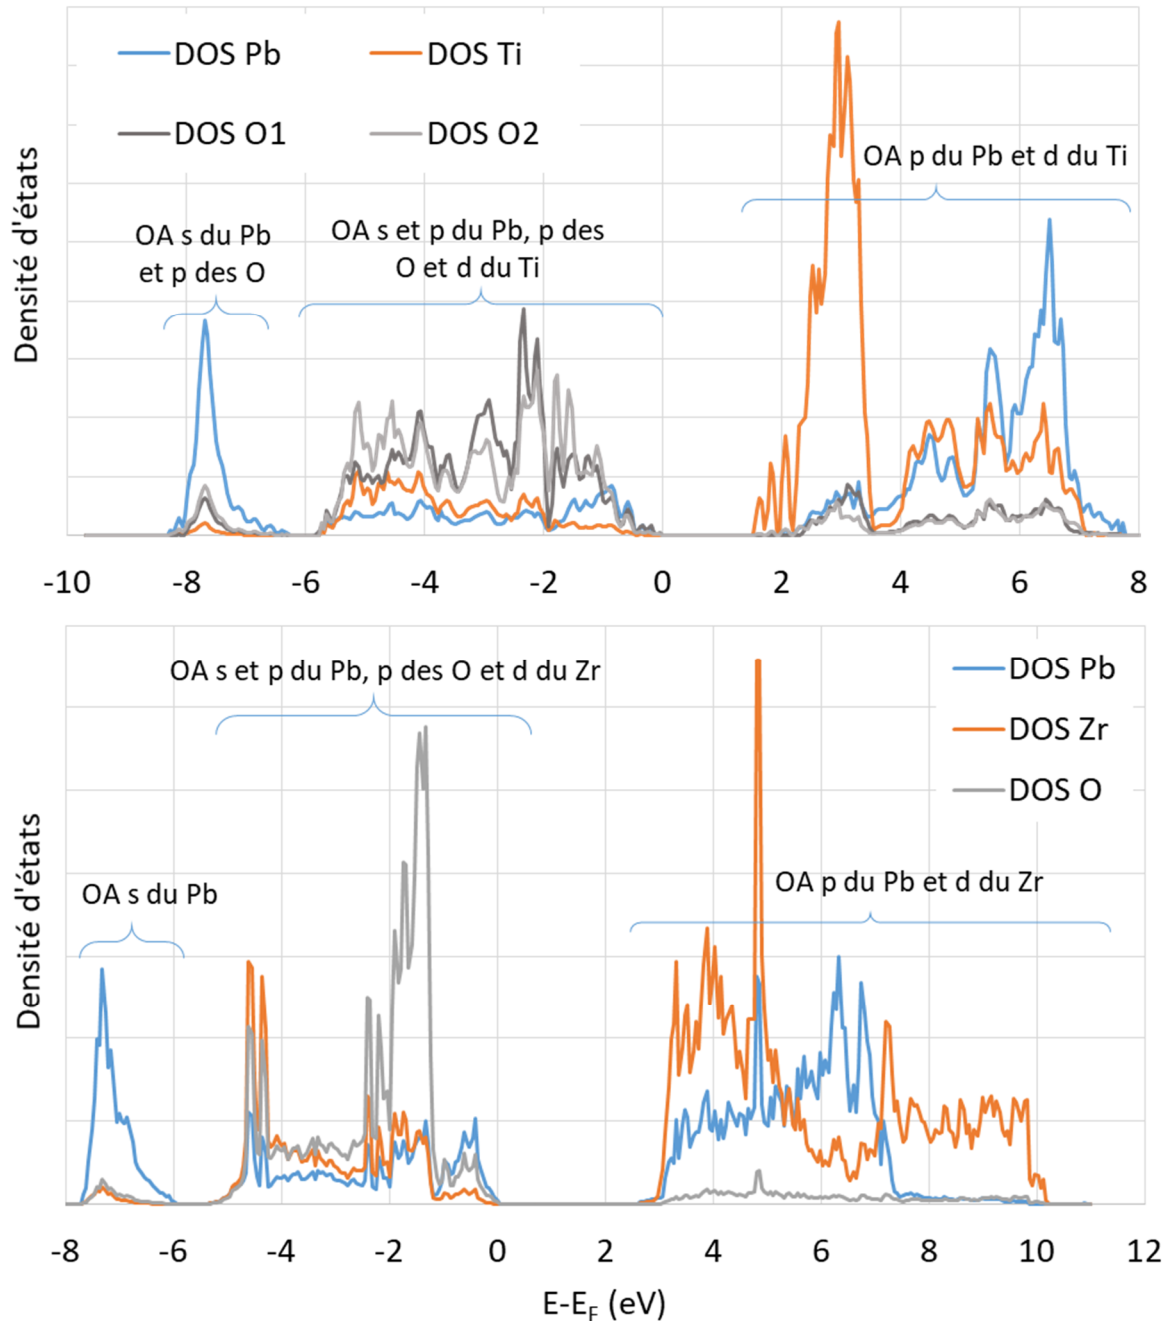 DOS Pb
DOS Ti
DOS O1
DOS O2
Densité d'états
OA s du Pb
et p des O
OA s et p du Pb, p des
O et d du Ti
OA p du Pb et d du Ti
-10 -8 -6 -4 -2 0 2 4 6 8
OA s et p du Pb, p des O et d du Zr
DOS Pb
DOS Zr
DOS O
Densité d'états
OA s du Pb
OA p du Pb et d du Zr
-8 -6 -4 -2 0 2 4 6 8 10 12
E-E_F (eV)